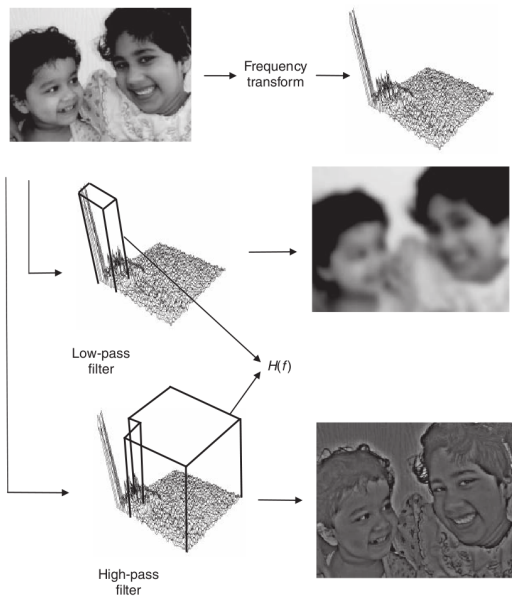 Frequency
transform
Low-pass
filter
H(f)
High-pass
filter